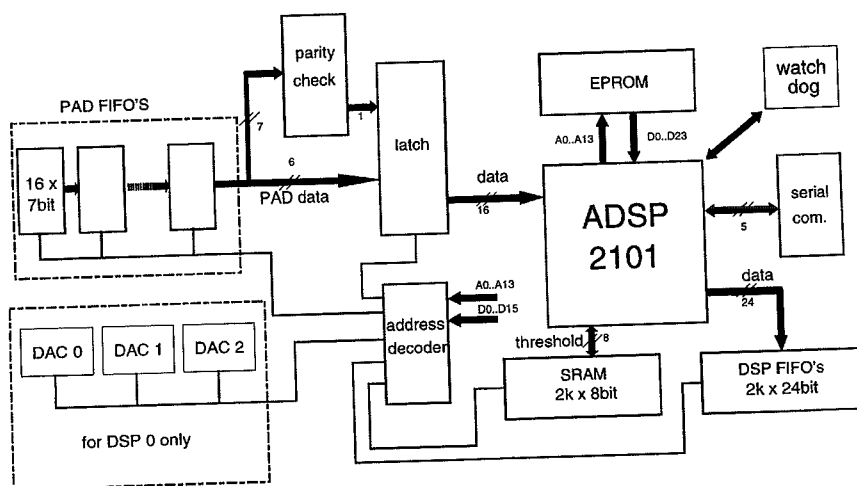 parity
check
EPROM
watch
dog
PAD FIFO'S
7
1
A0..A13
D0..D23
latch
16 x
7bit
6
PAD data
data
16
ADSP
2101
serial
com.
5
data
24
A0..A13
D0..D15
address
decoder
threshold
8
DAC 0
DAC 1
DAC 2
SRAM
2k x 8bit
DSP FIFO's
2k x 24bit
for DSP 0 only